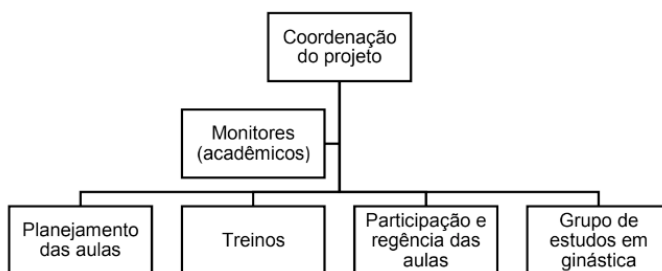 Coordenação
do projeto
Monitores
(acadêmicos)
Planejamento
das aulas
Treinos
Participação e
regência das
aulas
Grupo de
estudos em
ginástica